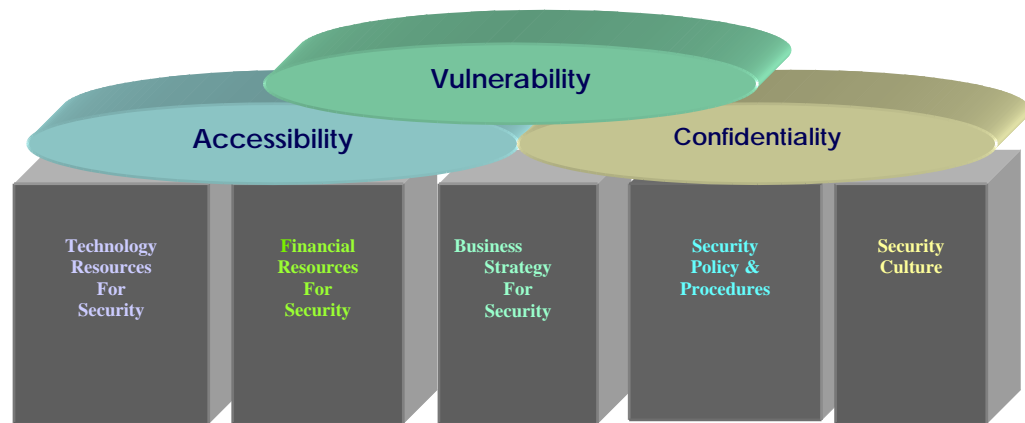 Vulnerability
Accessibility
Confidentiality
Technology
Resources
For
Security
Financial
Resources
For
Security
Business
Strategy
For
Security
Security
Policy &
Procedures
Security
Culture